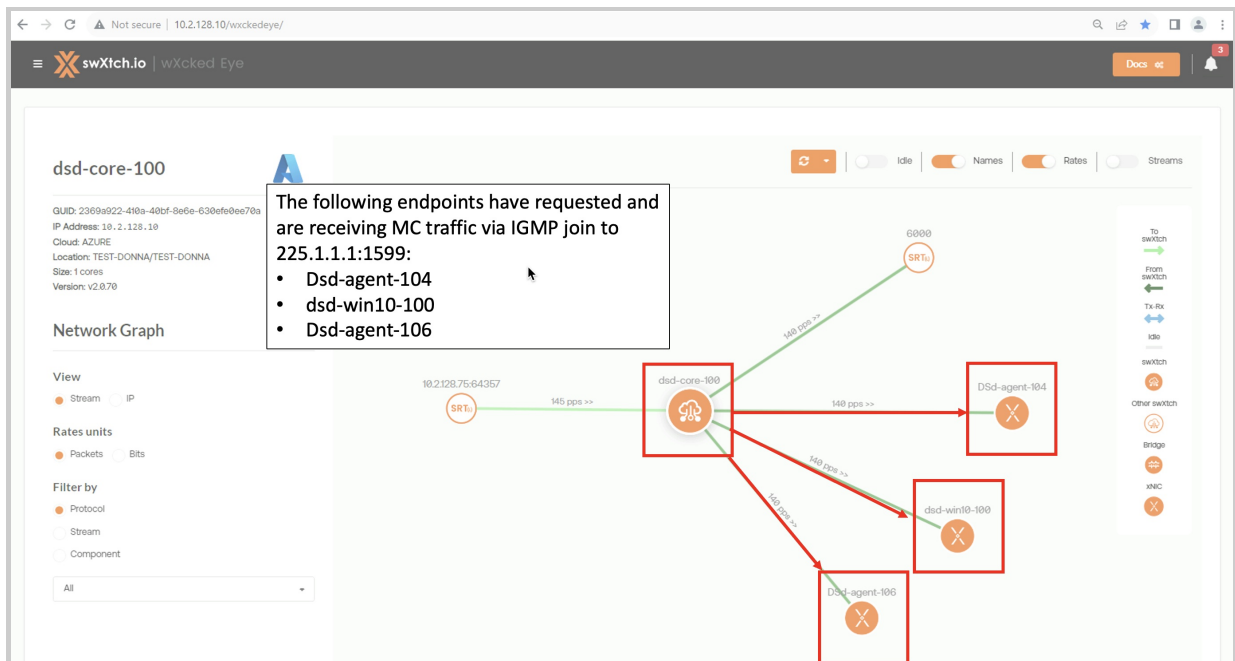 Not secure | 10.2.128.10/wxckedeye/
swXtch.io | wXcked Eye
Docs
3
dsd-core-100
GUID: 2369a922-410a-40bf-8e6e-630efe0ee70a
IP Address: 10.2.128.10
Cloud: AZURE
Location: TEST-DONNA/TEST-DONNA
Size: 1 cores
Version: v2.0.70
The following endpoints have requested and
are receiving MC traffic via IGMP join to
225.1.1.1:1599:
• Dsd-agent-104
• dsd-win10-100
• Dsd-agent-106
Network Graph
View
Stream IP
Rates units
Packets Bits
Filter by
Protocol
Stream
Component
All
Idle Names Rates Streams
6000
SRT
140 pps >>
10.2.128.75:64357
SRT
145 pps >>
dsd-core-100
140 pps >>
DSd-agent-104
140 pps >>
dsd-win10-100
140 pps >>
DSd-agent-106
To
swXtch
From
swXtch
Tx-Rx
Idle
swXtch
Other swXtch
Bridge
xNIC